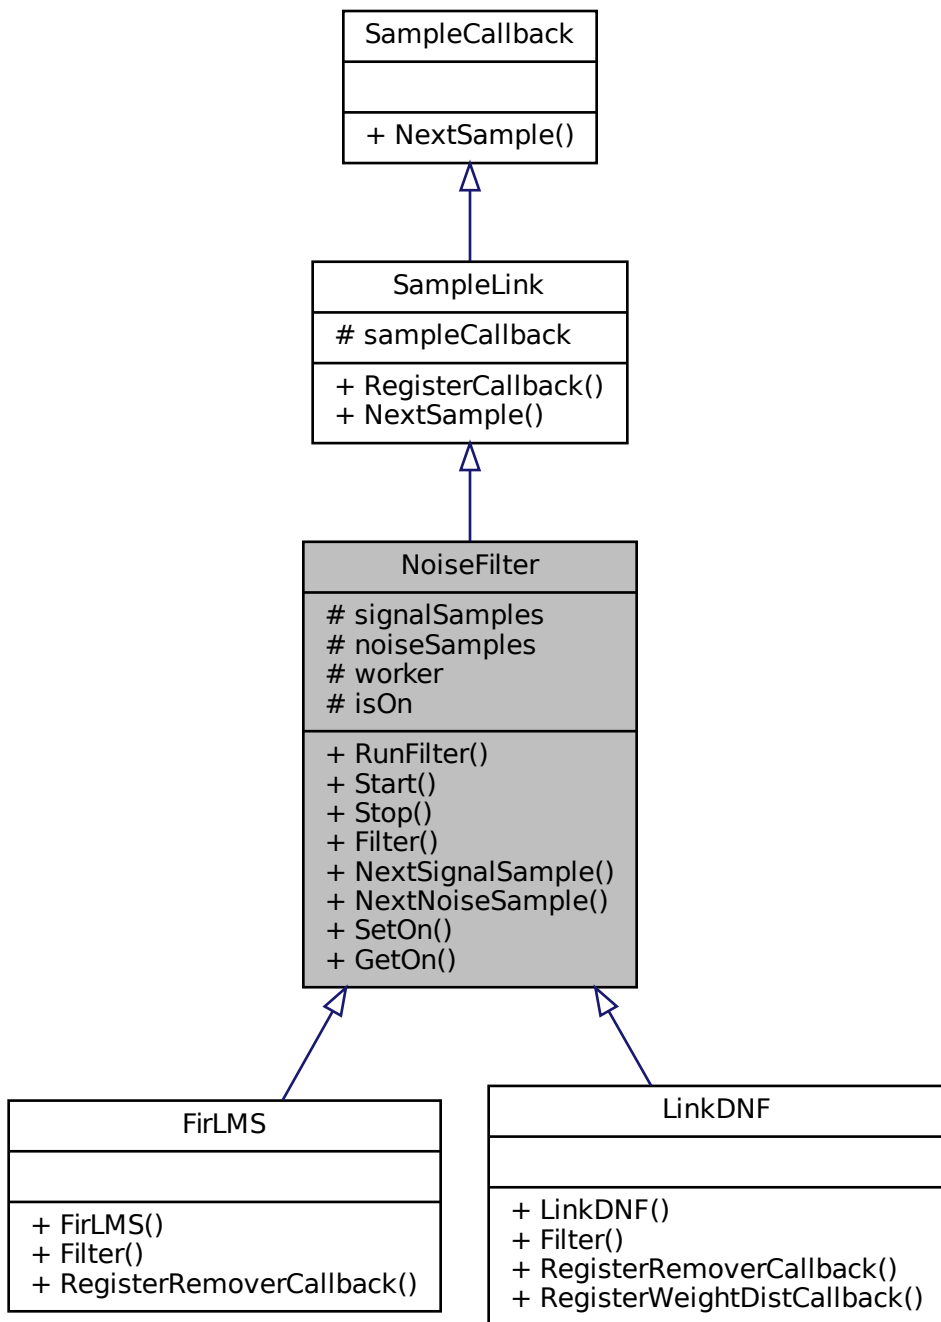 SampleCallback
+ NextSample()
SampleLink
# sampleCallback
+ RegisterCallback()
+ NextSample()
NoiseFilter
# signalSamples
# noiseSamples
# worker
# isOn
+ RunFilter()
+ Start()
+ Stop()
+ Filter()
+ NextSignalSample()
+ NextNoiseSample()
+ SetOn()
+ GetOn()
FirLMS
+ FirLMS()
+ Filter()
+ RegisterRemoverCallback()
LinkDNF
+ LinkDNF()
+ Filter()
+ RegisterRemoverCallback()
+ RegisterWeightDistCallback()